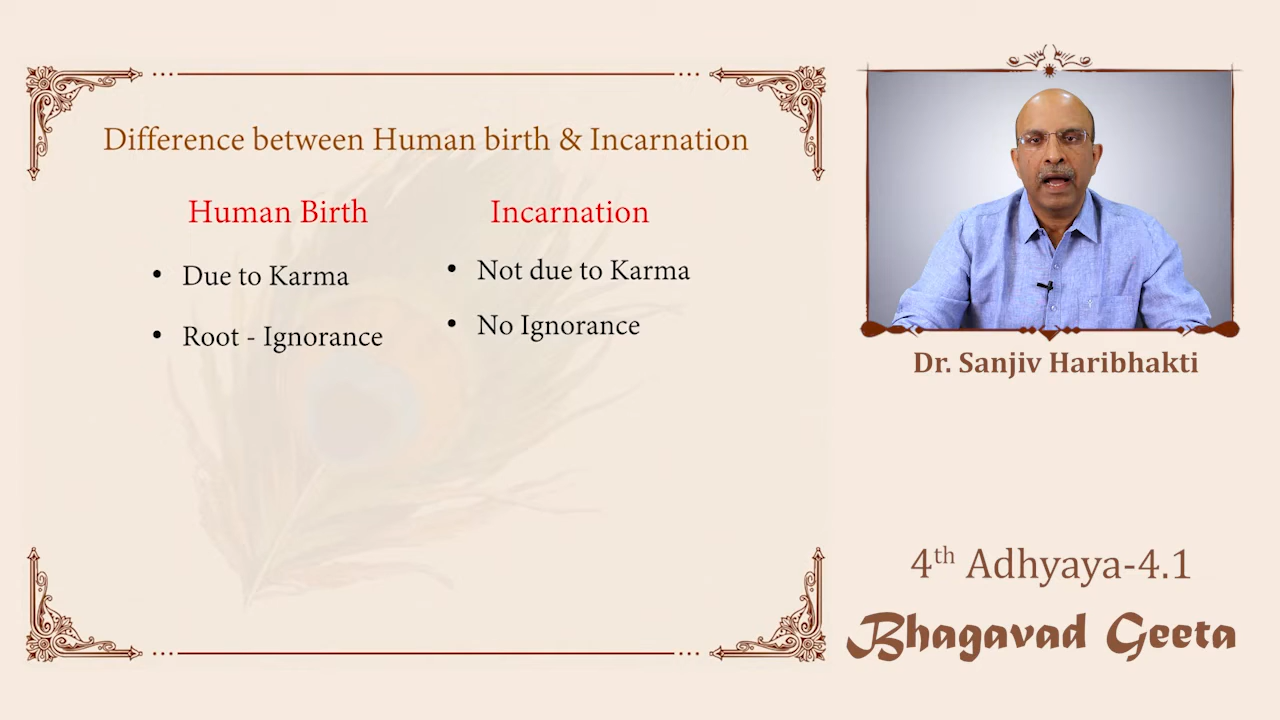 Difference between Human birth & Incarnation
Human Birth
• Due to Karma
• Root - Ignorance
Incarnation
• Not due to Karma
• No Ignorance
Dr. Sanjiv Haribhakti
4th Adhyaya-4.1
Bhagavad Geeta